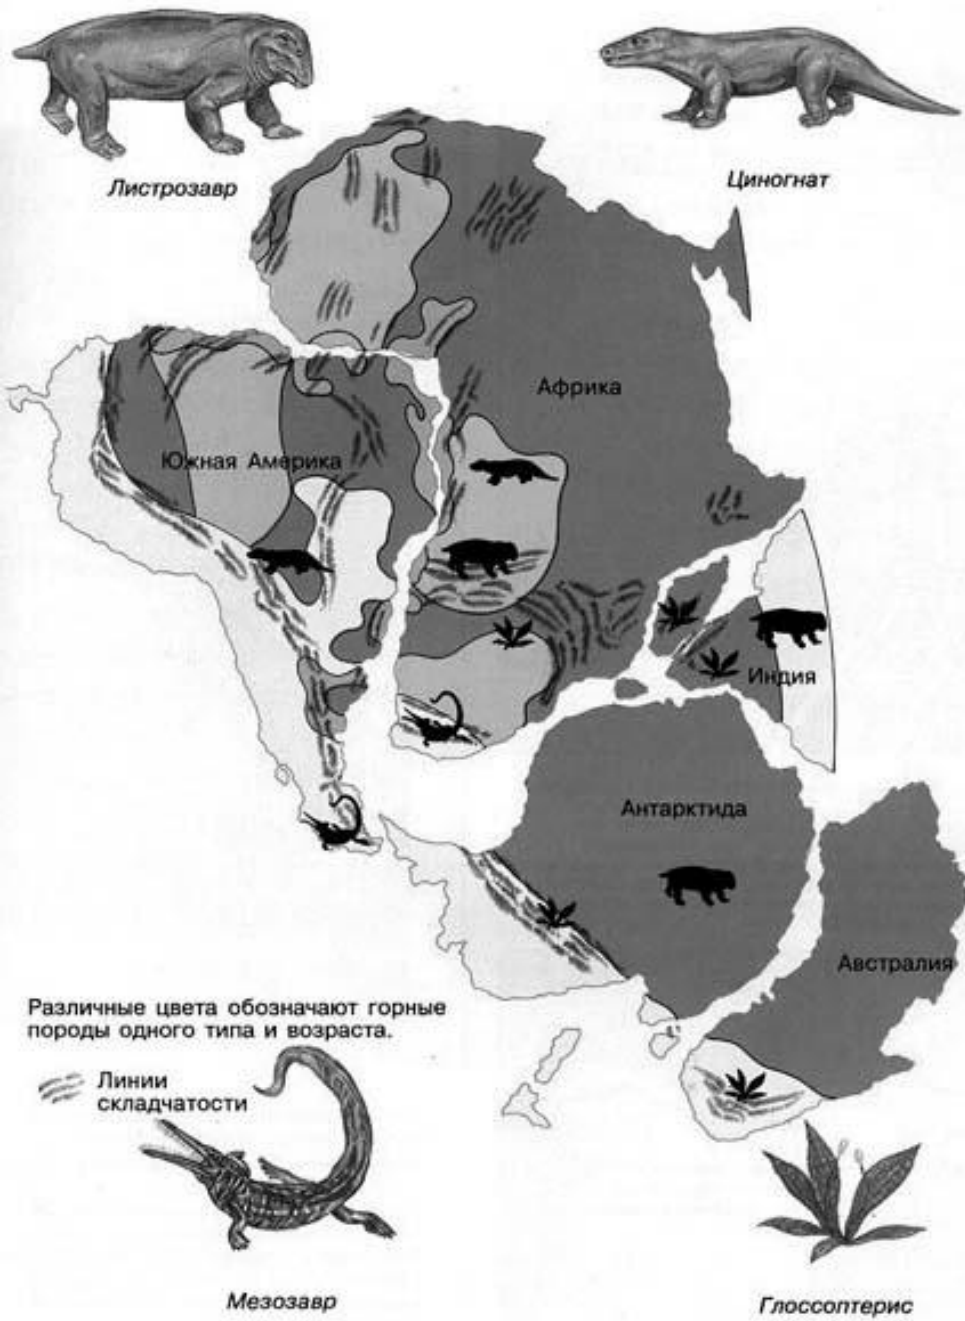 Листрозавр
Циногнат
Африка
Южная Америка
Индия
Антарктида
Австралия
Различные цвета обозначают горные
породы одного типа и возраста.
Линии
складчатости
Мезозавр
Глоссоптерис